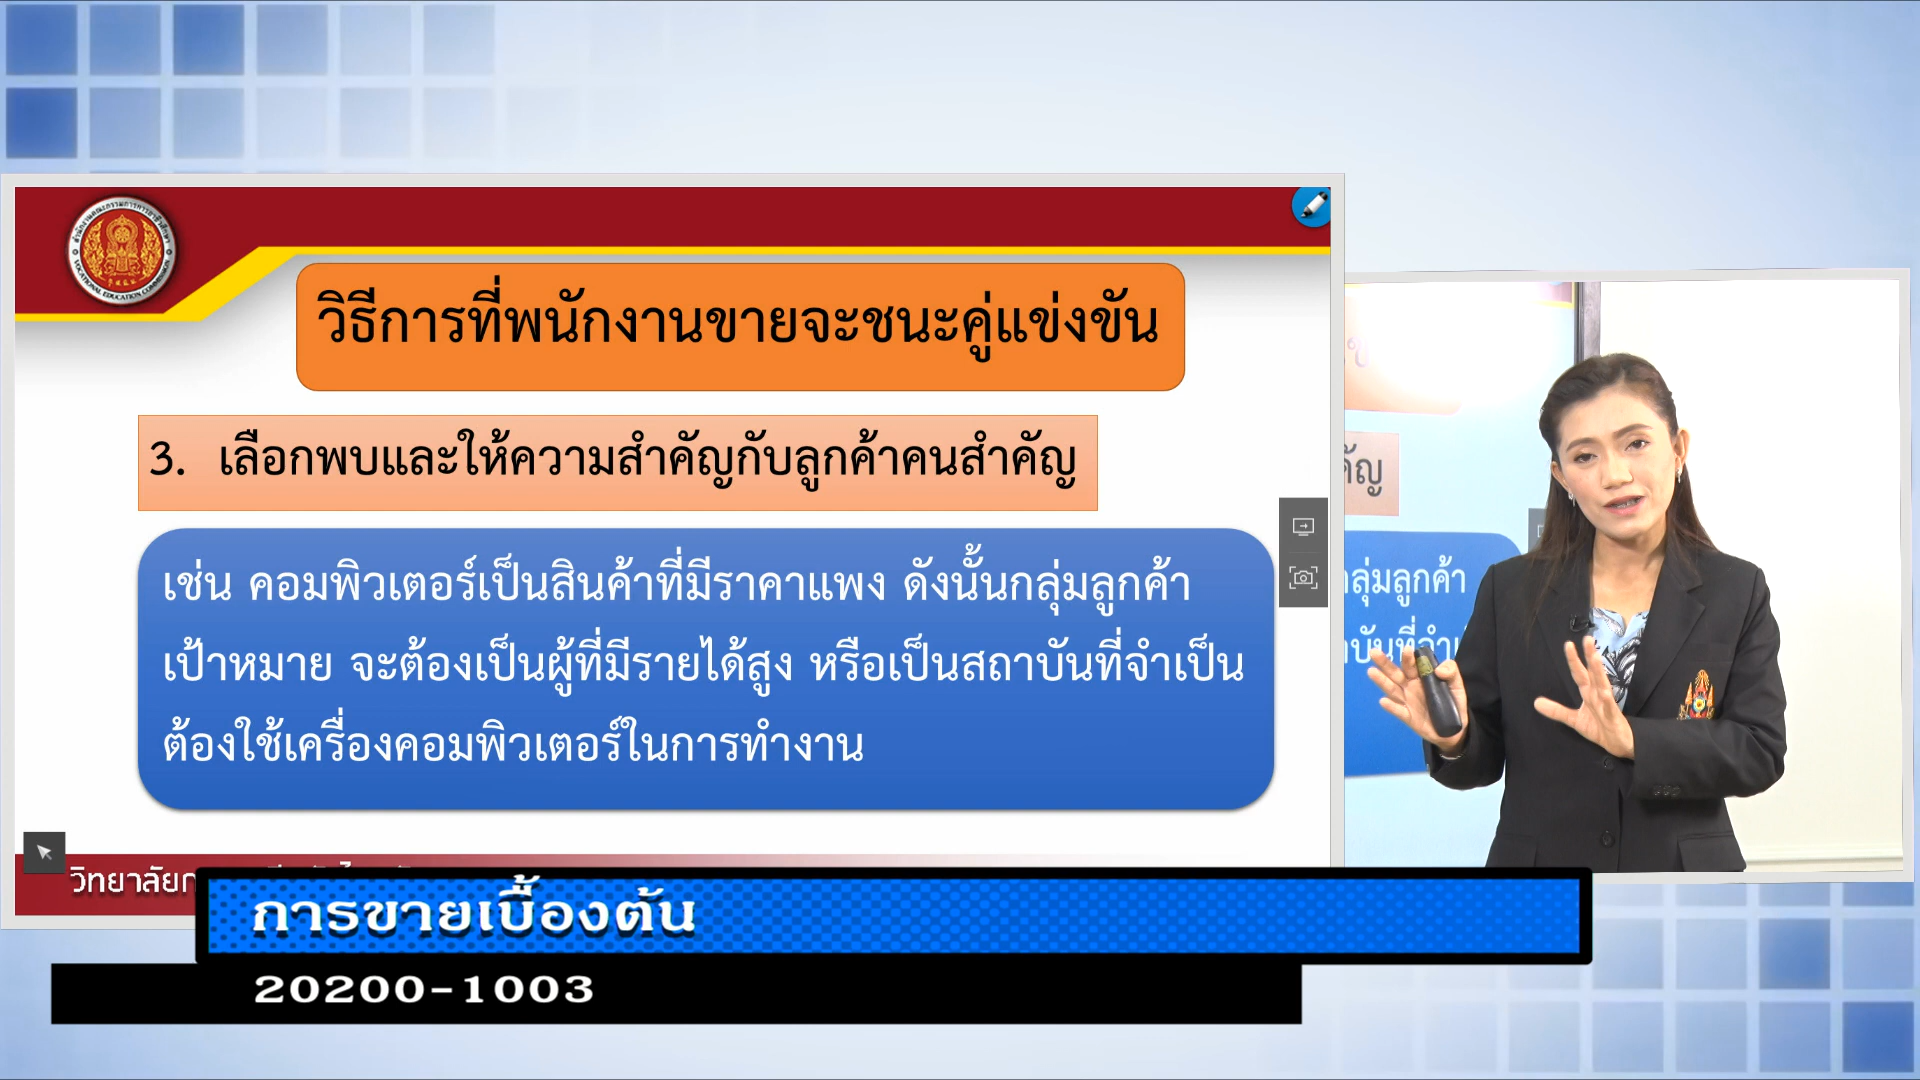 วิธีการที่พนักงานขายจะชนะคู่แข่งขัน
3. เลือกพบและให้ความสำคัญกับลูกค้าคนสำคัญ
เช่น คอมพิวเตอร์เป็นสินค้าที่มีราคาแพง ดังนั้นกลุ่มลูกค้า
เป้าหมาย จะต้องเป็นผู้ที่มีรายได้สูง หรือเป็นสถาบันที่จำเป็น
ต้องใช้เครื่องคอมพิวเตอร์ในการทำงาน
การขายเบื้องต้น
20200-1003